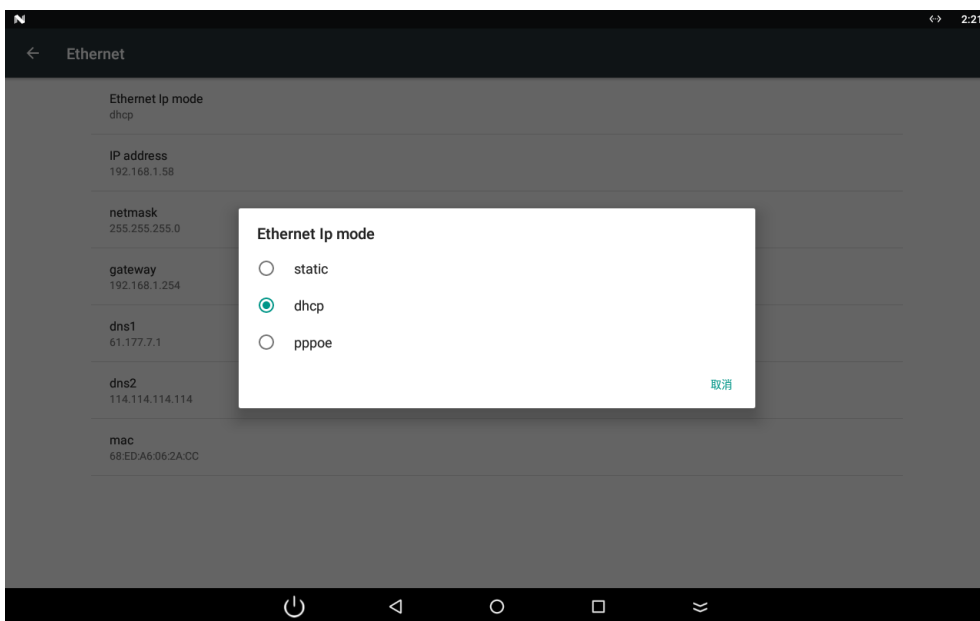 2:21
Ethernet
Ethernet Ip mode
dhcp
IP address
192.168.1.58
netmask
255.255.255.0
gateway
192.168.1.254
dns1
61.177.7.1
dns2
114.114.114.114
mac
68:ED:A6:06:2A:CC
Ethernet Ip mode
static
dhcp
pppoe
取消